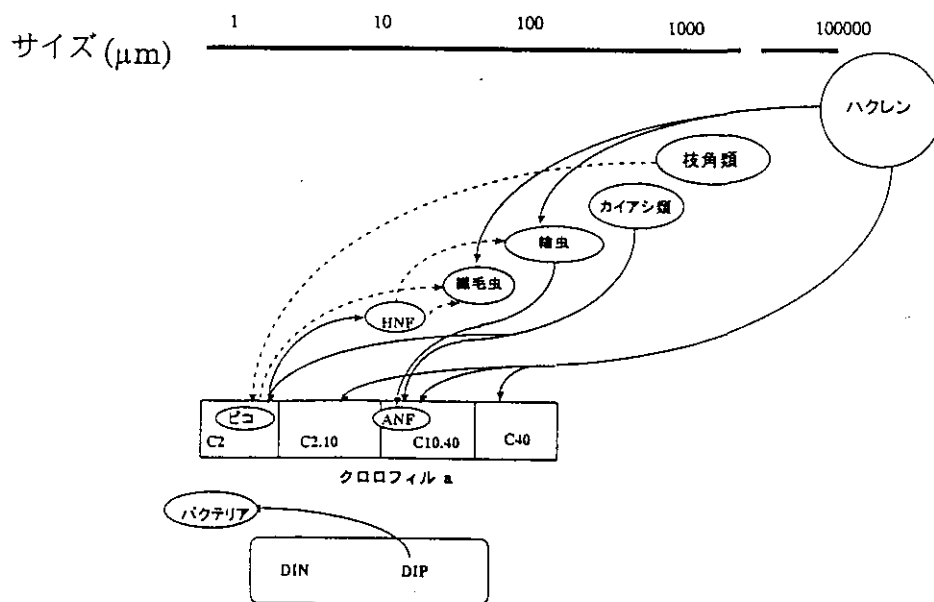 1 10 100 1000 100000
サイズ(μm)
ハクレン
枝角類
カイアシ類
輪虫
繊毛虫
HNF
ピコ ANF
C2 C2.10 C10.40 C40
クロロフィル a
バクテリア
DIN DIP